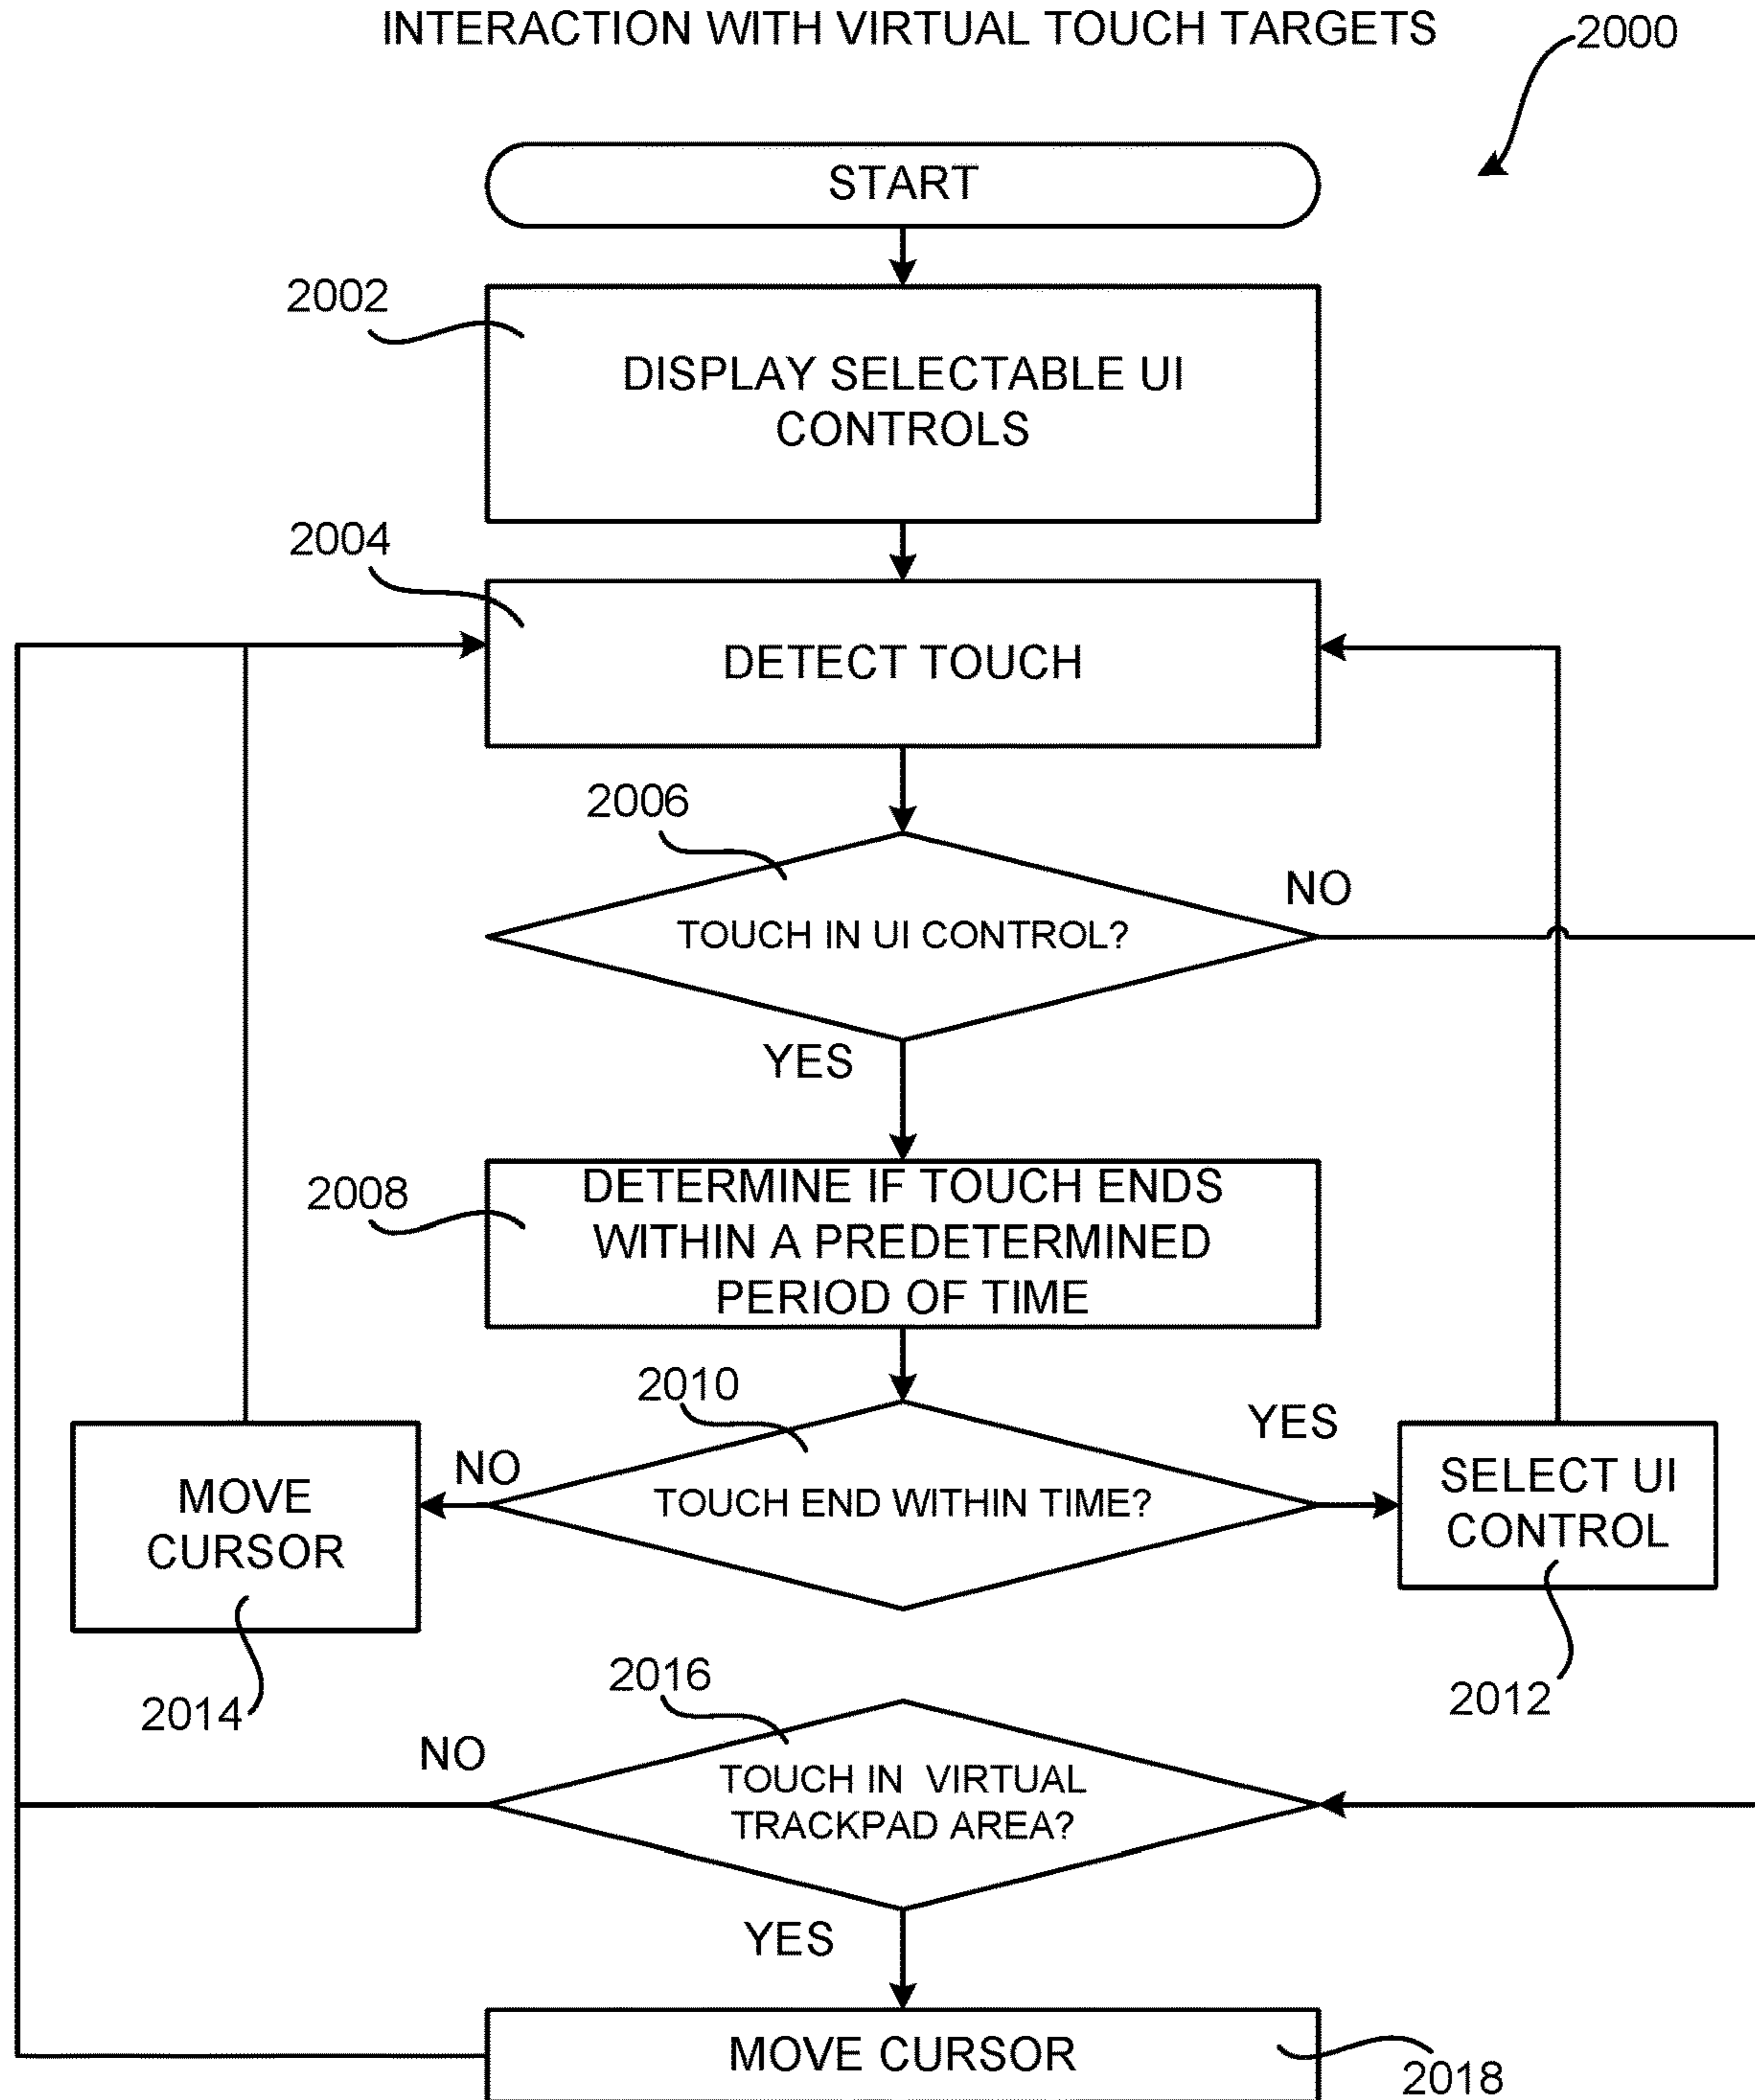 INTERACTION WITH VIRTUAL TOUCH TARGETS
2000
START
2002
DISPLAY SELECTABLE UI
CONTROLS
2004
DETECT TOUCH
2006
NO
TOUCH IN UI CONTROL?
YES
2008
DETERMINE IF TOUCH ENDS
WITHIN A PREDETERMINED
PERIOD OF TIME
2010
YES
NO
TOUCH END WITHIN TIME?
MOVE
CURSOR
SELECT UI
CONTROL
2014
2012
2016
NO
TOUCH IN VIRTUAL
TRACKPAD AREA?
YES
MOVE CURSOR
2018